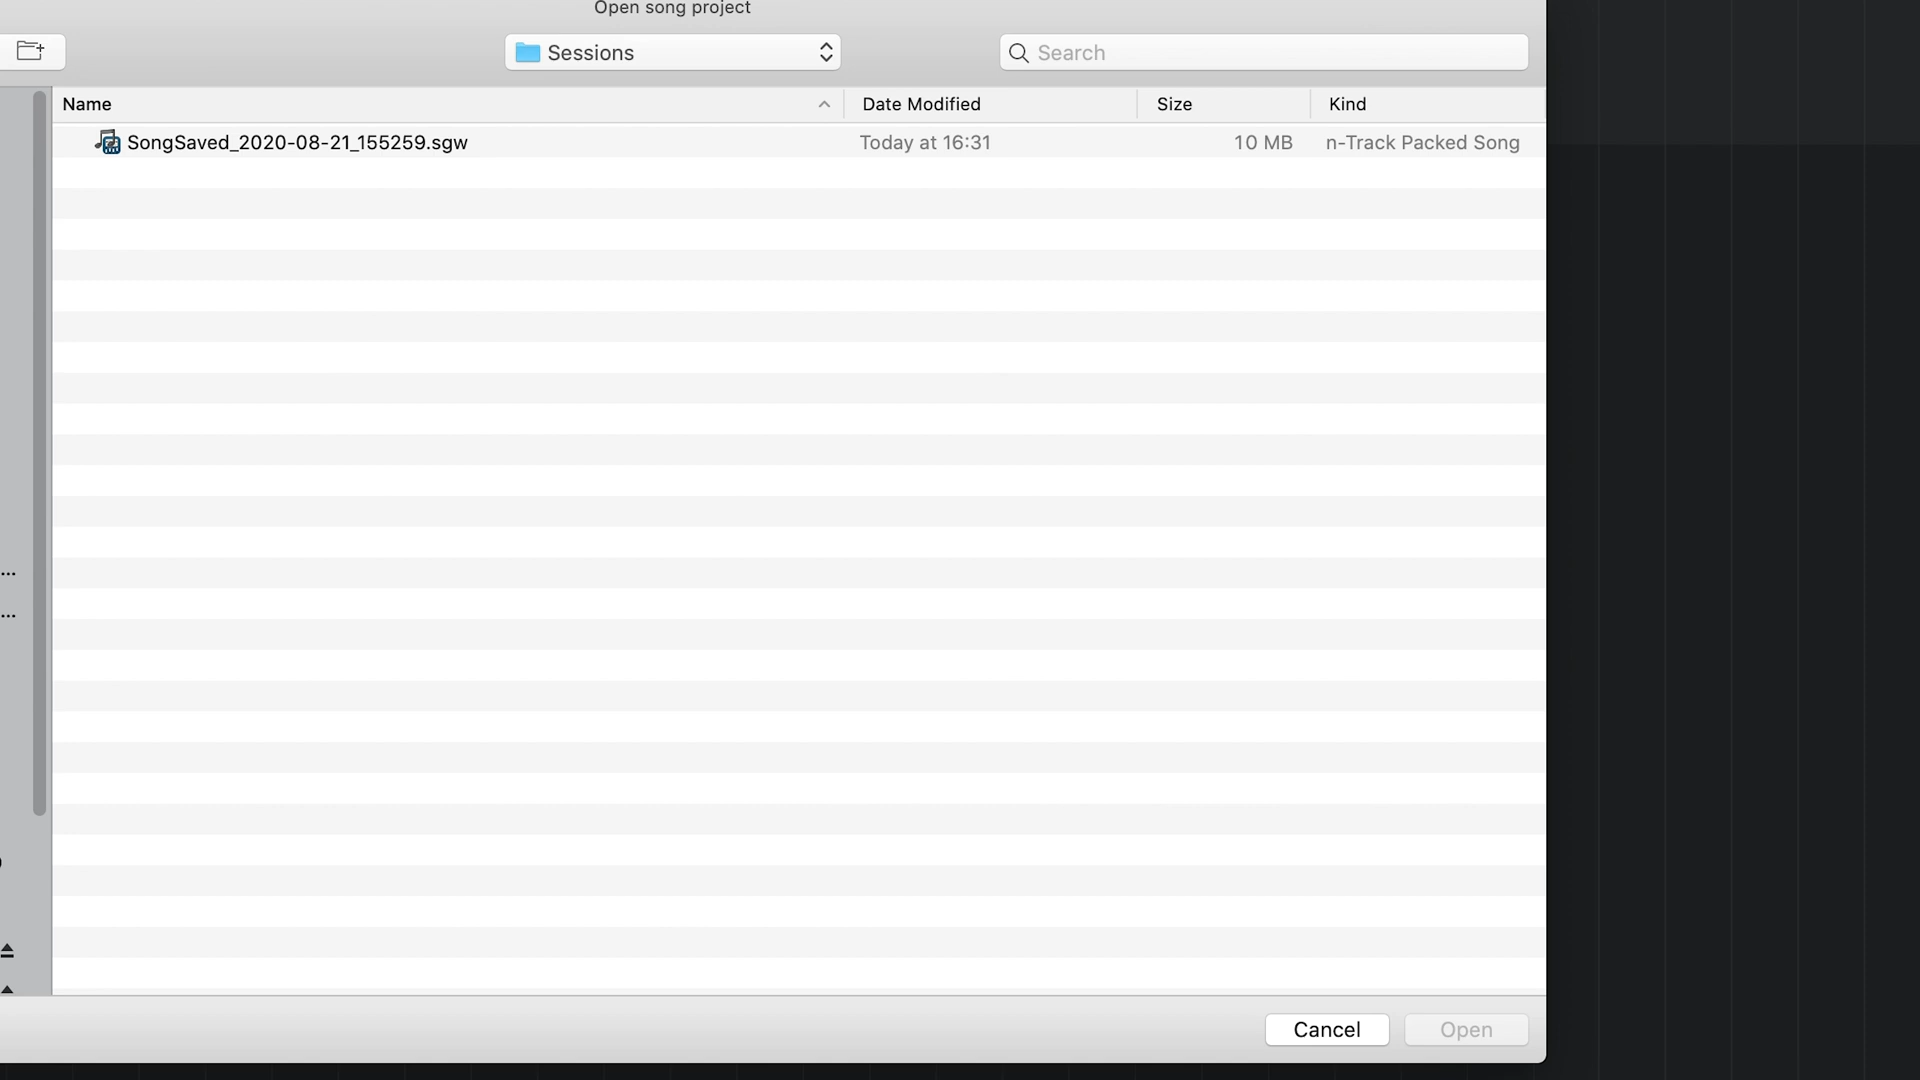 Open song project
Sessions
Search
Name
Date Modified
Size
Kind
SongSaved_2020-08-21_155259.sgw
Today at 16:31
10 MB
n-Track Packed Song
...
...
Cancel
Open